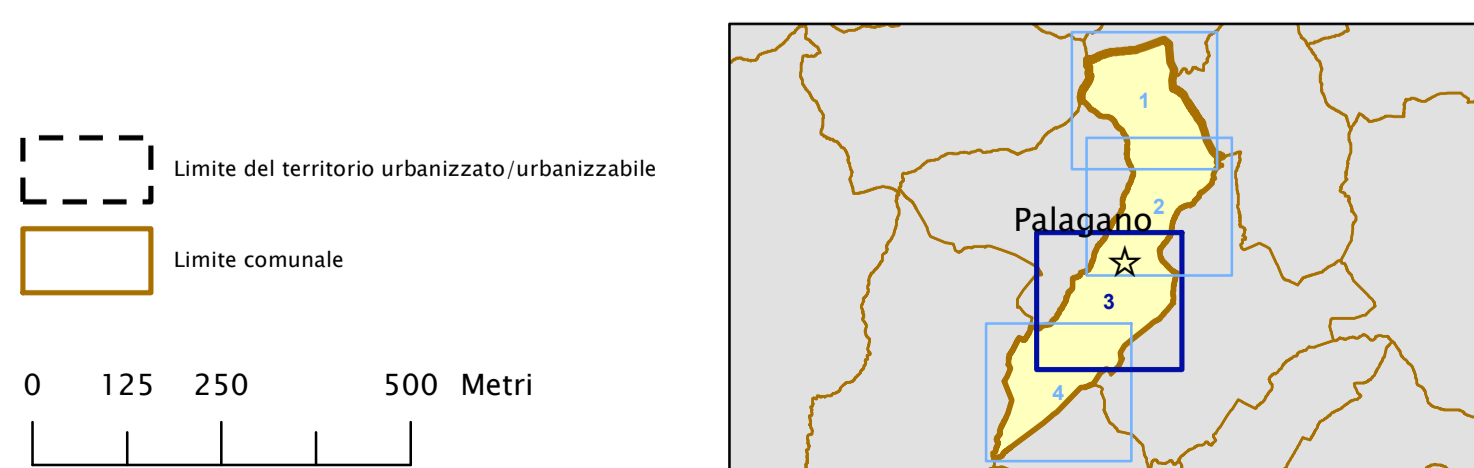 Limite del territorio urbanizzato/urbanizzabile
Limite comunale
0 125 250 500 Metri
1
2
Palagano
3
4